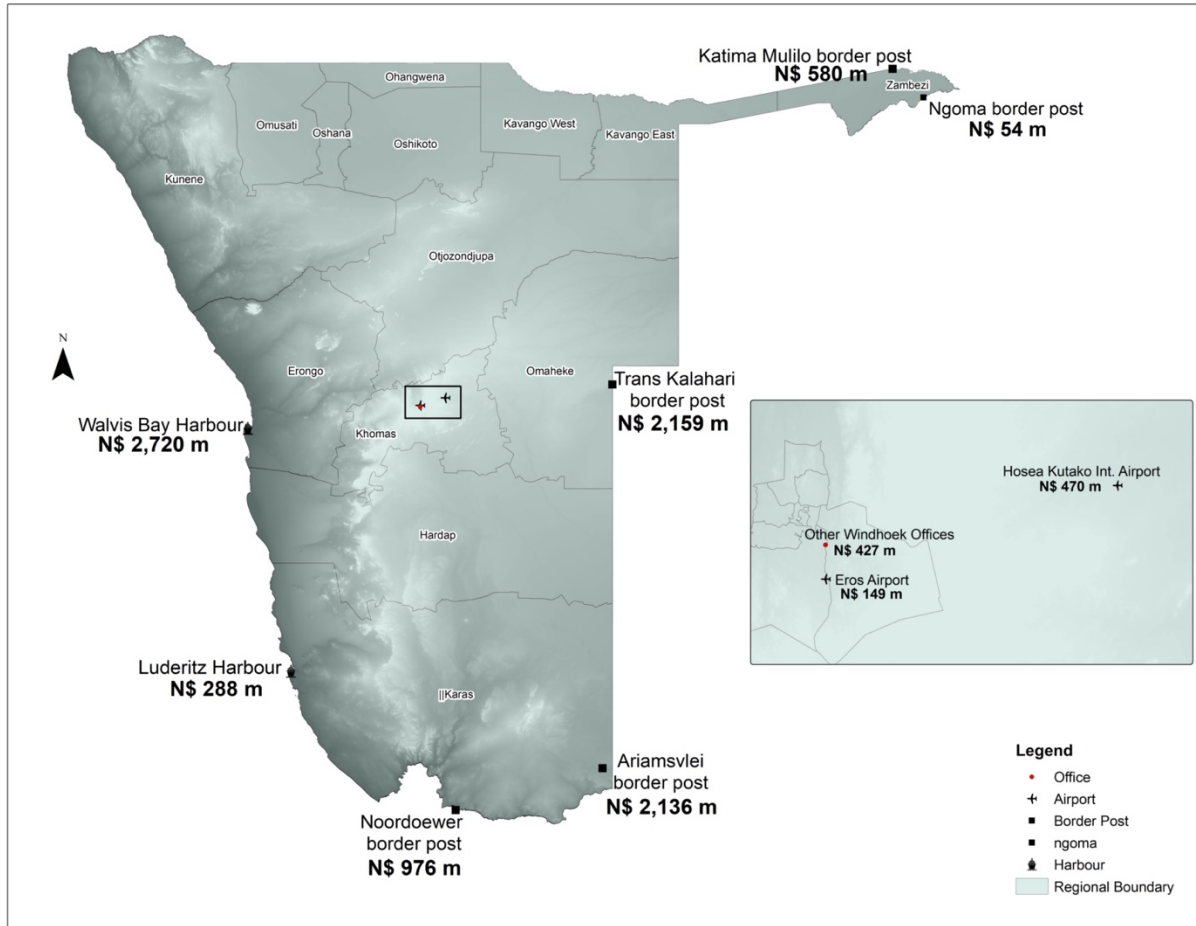 Katima Mulilo border post
N$ 580 m
Zambezi
Ngoma border post
N$ 54 m
Ohangwena
Omusati
Oshana
Oshikoto
Kavango West
Kavango East
Kunene
Otjozondjupa
N
Erongo
Omaheke
Trans Kalahari
border post
N$ 2,159 m
Walvis Bay Harbour
N$ 2,720 m
Khomas
Hosea Kutako Int. Airport
N$ 470 m
Other Windhoek Offices
N$ 427 m
Eros Airport
N$ 149 m
Hardap
Luderitz Harbour
N$ 288 m
||Karas
Ariamsvlei
border post
N$ 2,136 m
Noordoewer
border post
N$ 976 m
Legend
Office
Airport
Border Post
ngoma
Harbour
Regional Boundary